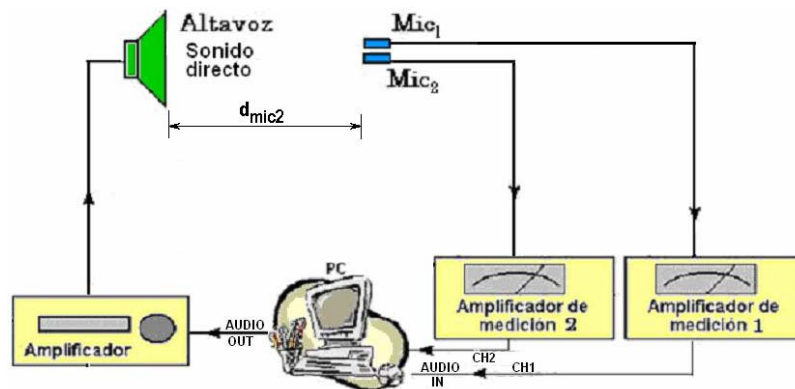 Altavoz
Sonido
directo
Mic1
Mic2
dmic2
PC
Amplificador de
medición 2
Amplificador de
medición 1
Amplificador
AUDIO
OUT
CH2
AUDIO
IN
CH1